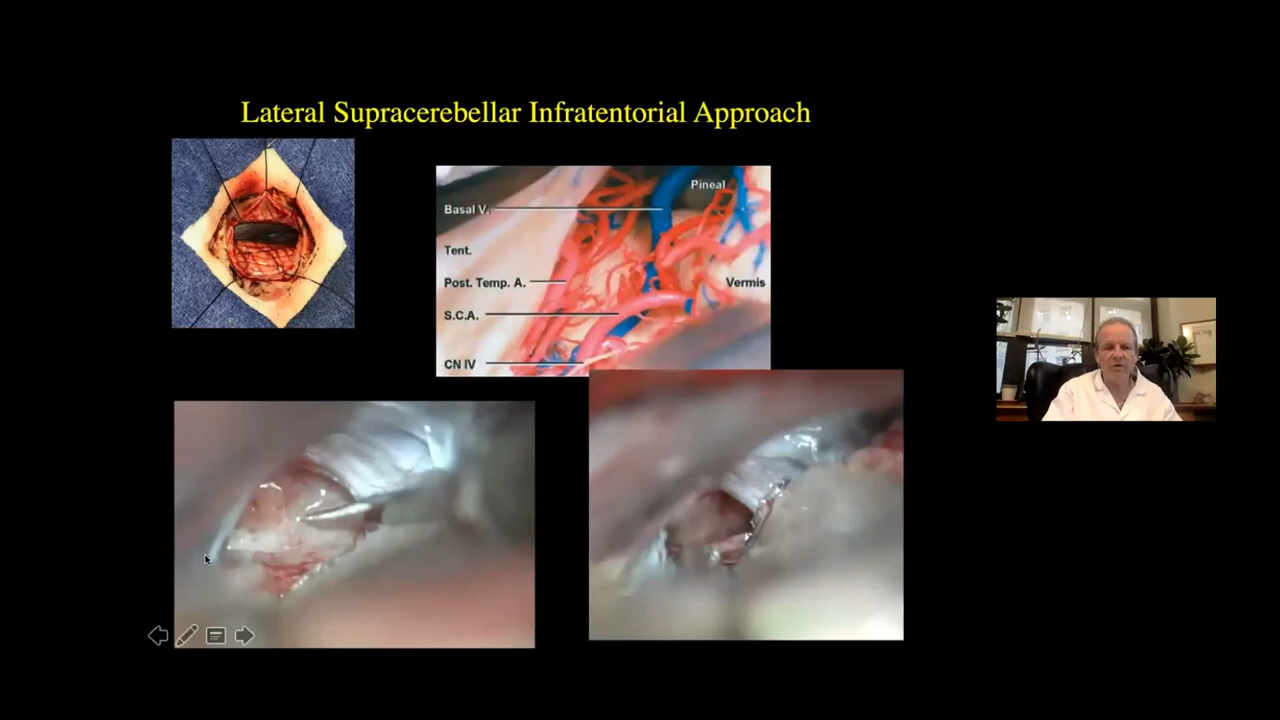 Lateral Supracerebellar Infratentorial Approach
Pineal
Basal V.
Tent.
Post. Temp. A.
Vermis
S.C.A.
CN IV